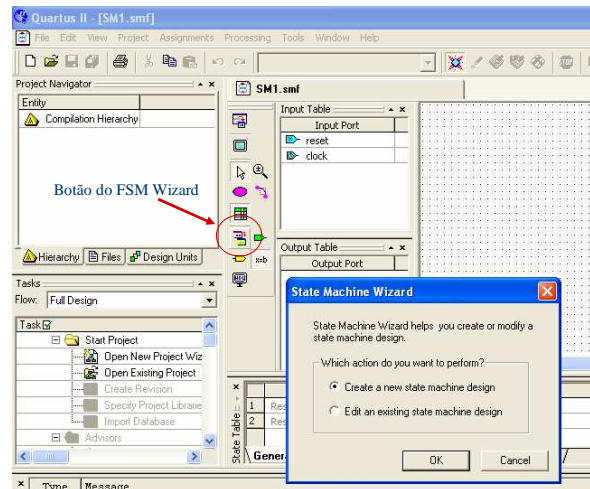 Quartus II - [SM1.smf]
File Edit View Project Assignments Processing Tools Window Help
Project Navigator
Entity
Compilation Hierarchy
Botão do FSM Wizard
Hierarchy Files Design Units
Tasks
Flow: Full Design
Task
Start Project
Open New Project Wiz
Open Existing Project
Create Revision
Specify Project Librarie
Import Database
Advisors
SM1.smf
Input Table
Input Port
reset
clock
Output Table
Output Port
State Machine Wizard
State Machine Wizard helps you create or modify a
state machine design.
Which action do you want to perform?
Create a new state machine design
Edit an existing state machine design
OK Cancel
State Table
1 Res
2 Res
Genera
Type Message